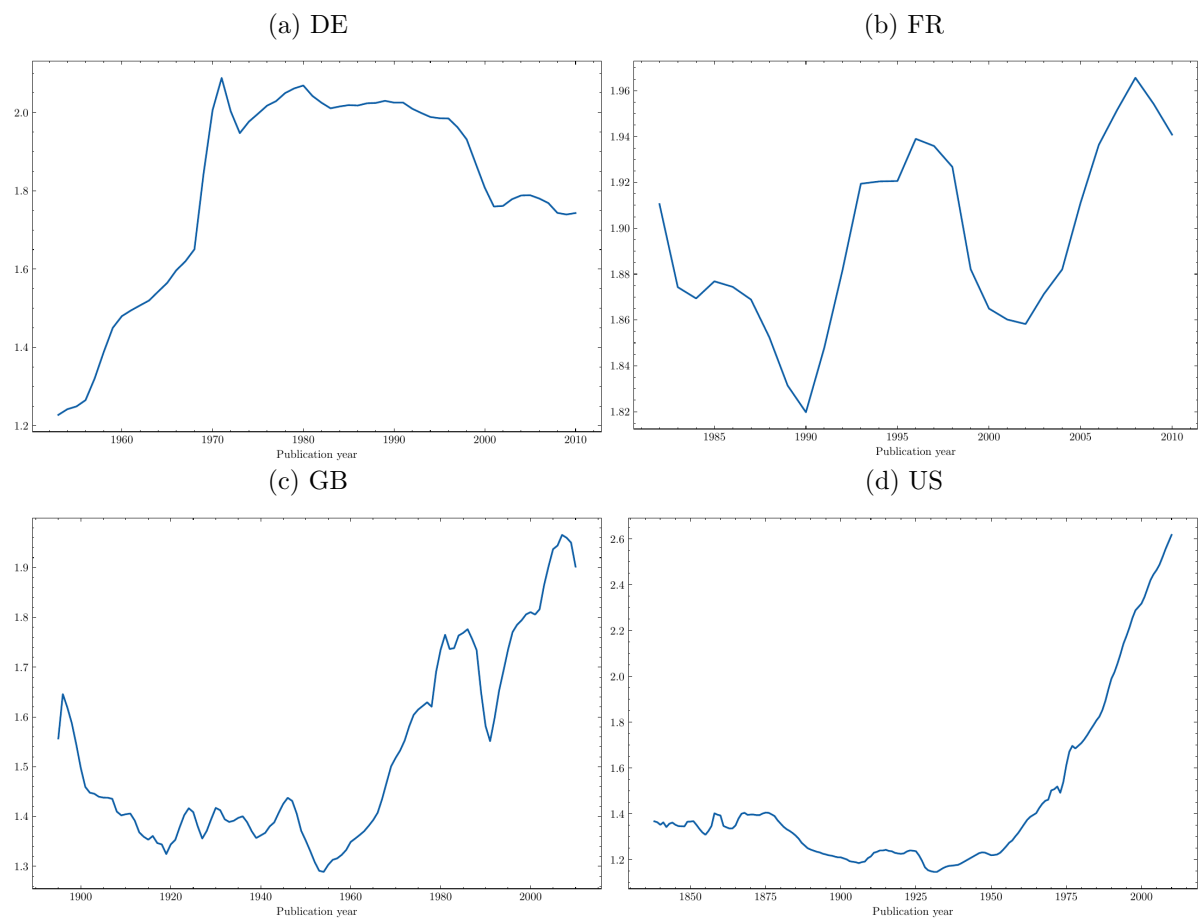 (a) DE
2.0
1.8
1.6
1.4
1.2
1960 1970 1980 1990 2000 2010
Publication year
(b) FR
1.96
1.94
1.92
1.90
1.88
1.86
1.84
1.82
1985 1990 1995 2000 2005 2010
Publication year
(c) GB
1.9
1.8
1.7
1.6
1.5
1.4
1.3
1900 1920 1940 1960 1980 2000
Publication year
(d) US
2.6
2.4
2.2
2.0
1.8
1.6
1.4
1.2
1850 1875 1900 1925 1950 1975 2000
Publication year